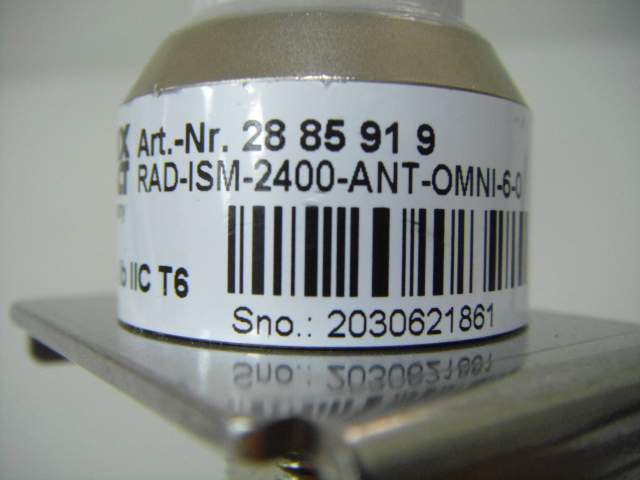 Art.-Nr. 28 85 91 9
RAD-ISM-2400-ANT-OMNI-6-0
IIC T6
Sno.: 2030621861